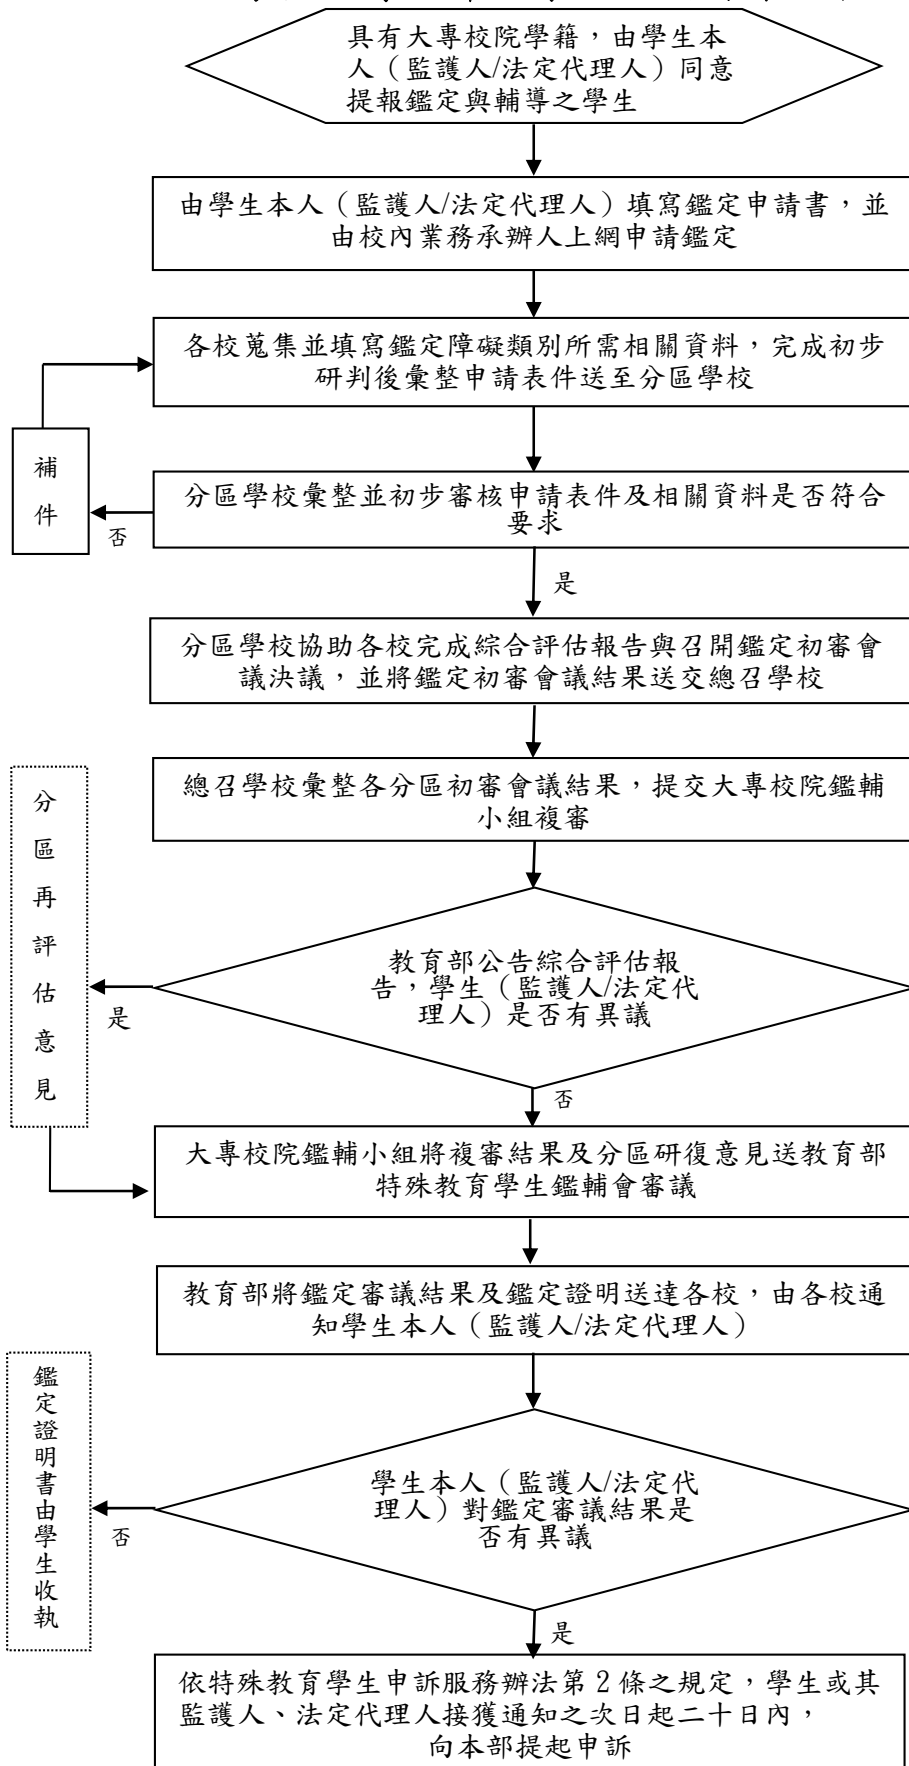 具有大專校院學籍，由學生本
人（監護人/法定代理人）同意
提報鑑定與輔導之學生
由學生本人（監護人/法定代理人）填寫鑑定申請書，並
由校內業務承辦人上網申請鑑定
各校蒐集並填寫鑑定障礙類別所需相關資料，完成初步
研判後彙整申請表件送至分區學校
補件
分區學校彙整並初步審核申請表件及相關資料是否符合
要求
否
是
分區學校協助各校完成綜合評估報告與召開鑑定初審會
議決議，並將鑑定初審會議結果送交總召學校
總召學校彙整各分區初審會議結果，提交大專校院鑑輔
小組複審
分區再評估意見
教育部公告綜合評估報
告，學生（監護人/法定代
理人）是否有異議
是
否
大專校院鑑輔小組將複審結果及分區研復意見送教育部
特殊教育學生鑑輔會審議
教育部將鑑定審議結果及鑑定證明送達各校，由各校通
知學生本人（監護人/法定代理人）
鑑定證明書由學生收執
學生本人（監護人/法定代
理人）對鑑定審議結果是
否有異議
否
是
依特殊教育學生申訴服務辦法第 2 條之規定，學生或其
監護人、法定代理人接獲通知之次日起二十日內，
向本部提起申訴